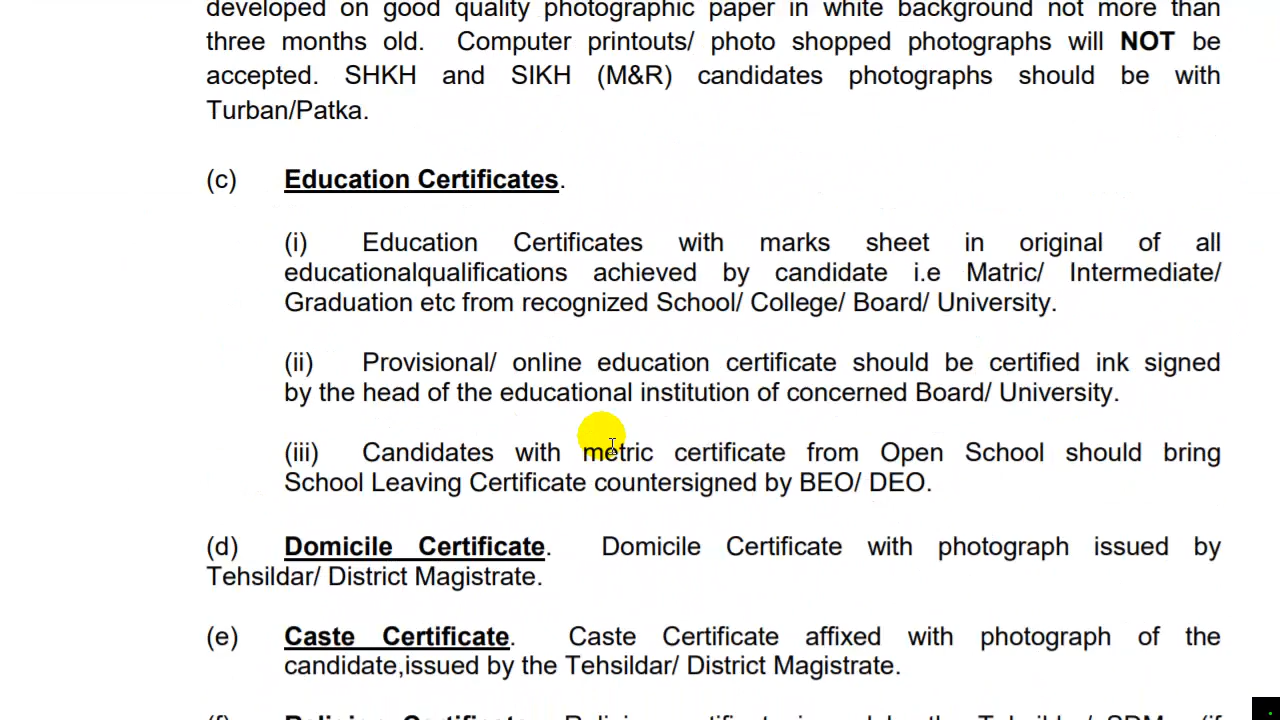 developed on good quality photographic paper in white background not more than
three months old. Computer printouts/ photo shopped photographs will NOT be
accepted. SHKH and SIKH (M&R) candidates photographs should be with
Turban/Patka.
(c) Education Certificates.
(i) Education Certificates with marks sheet in original of all
educationalqualifications achieved by candidate i.e Matric/ Intermediate/
Graduation etc from recognized School/ College/ Board/ University.
(ii) Provisional/ online education certificate should be certified ink signed
by the head of the educational institution of concerned Board/ University.
(iii) Candidates with metric certificate from Open School should bring
School Leaving Certificate countersigned by BEO/ DEO.
(d) Domicile Certificate. Domicile Certificate with photograph issued by
Tehsildar/ District Magistrate.
(e) Caste Certificate. Caste Certificate affixed with photograph of the
candidate,issued by the Tehsildar/ District Magistrate.